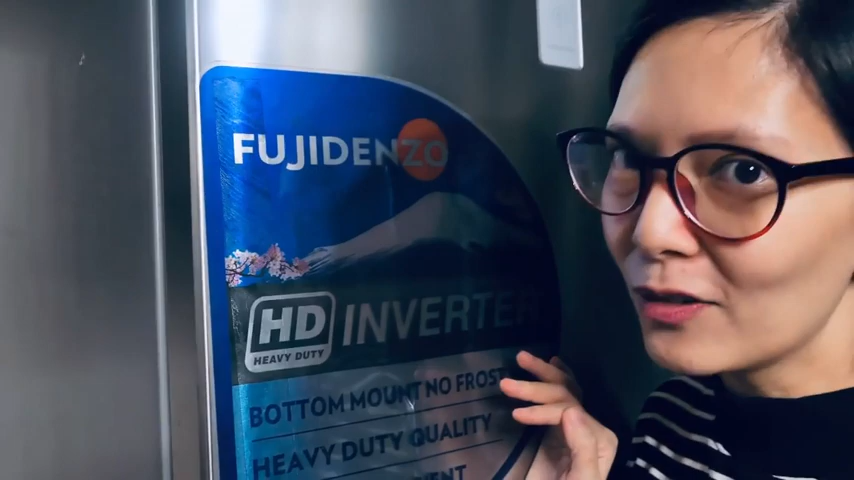 FUJIDENZO
HD INVERTER
HEAVY DUTY
BOTTOM MOUNT NO FROST
HEAVY DUTY QUALITY